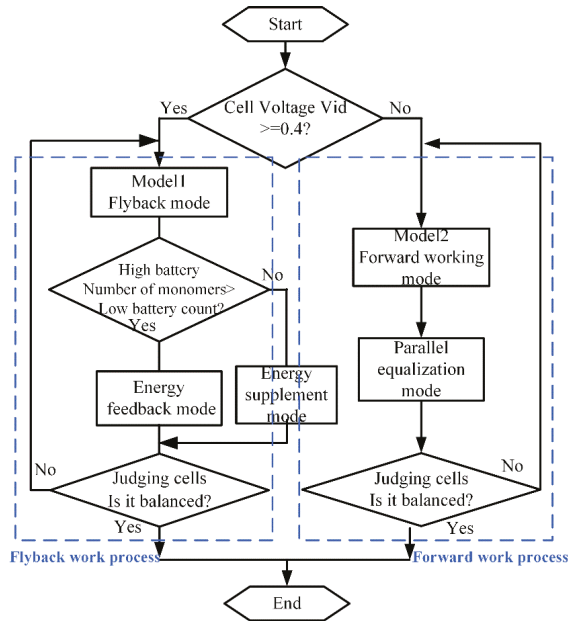 Start
Cell Voltage Vid
>=0.4?
Yes
No
Model1
Flyback mode
High battery
Number of monomers>
Low battery count?
Yes
No
Energy
feedback mode
Energy
supplement
mode
Judging cells
Is it balanced?
No
Yes
Flyback work process
Model2
Forward working
mode
Parallel
equalization
mode
Judging cells
Is it balanced?
No
Yes
Forward work process
End